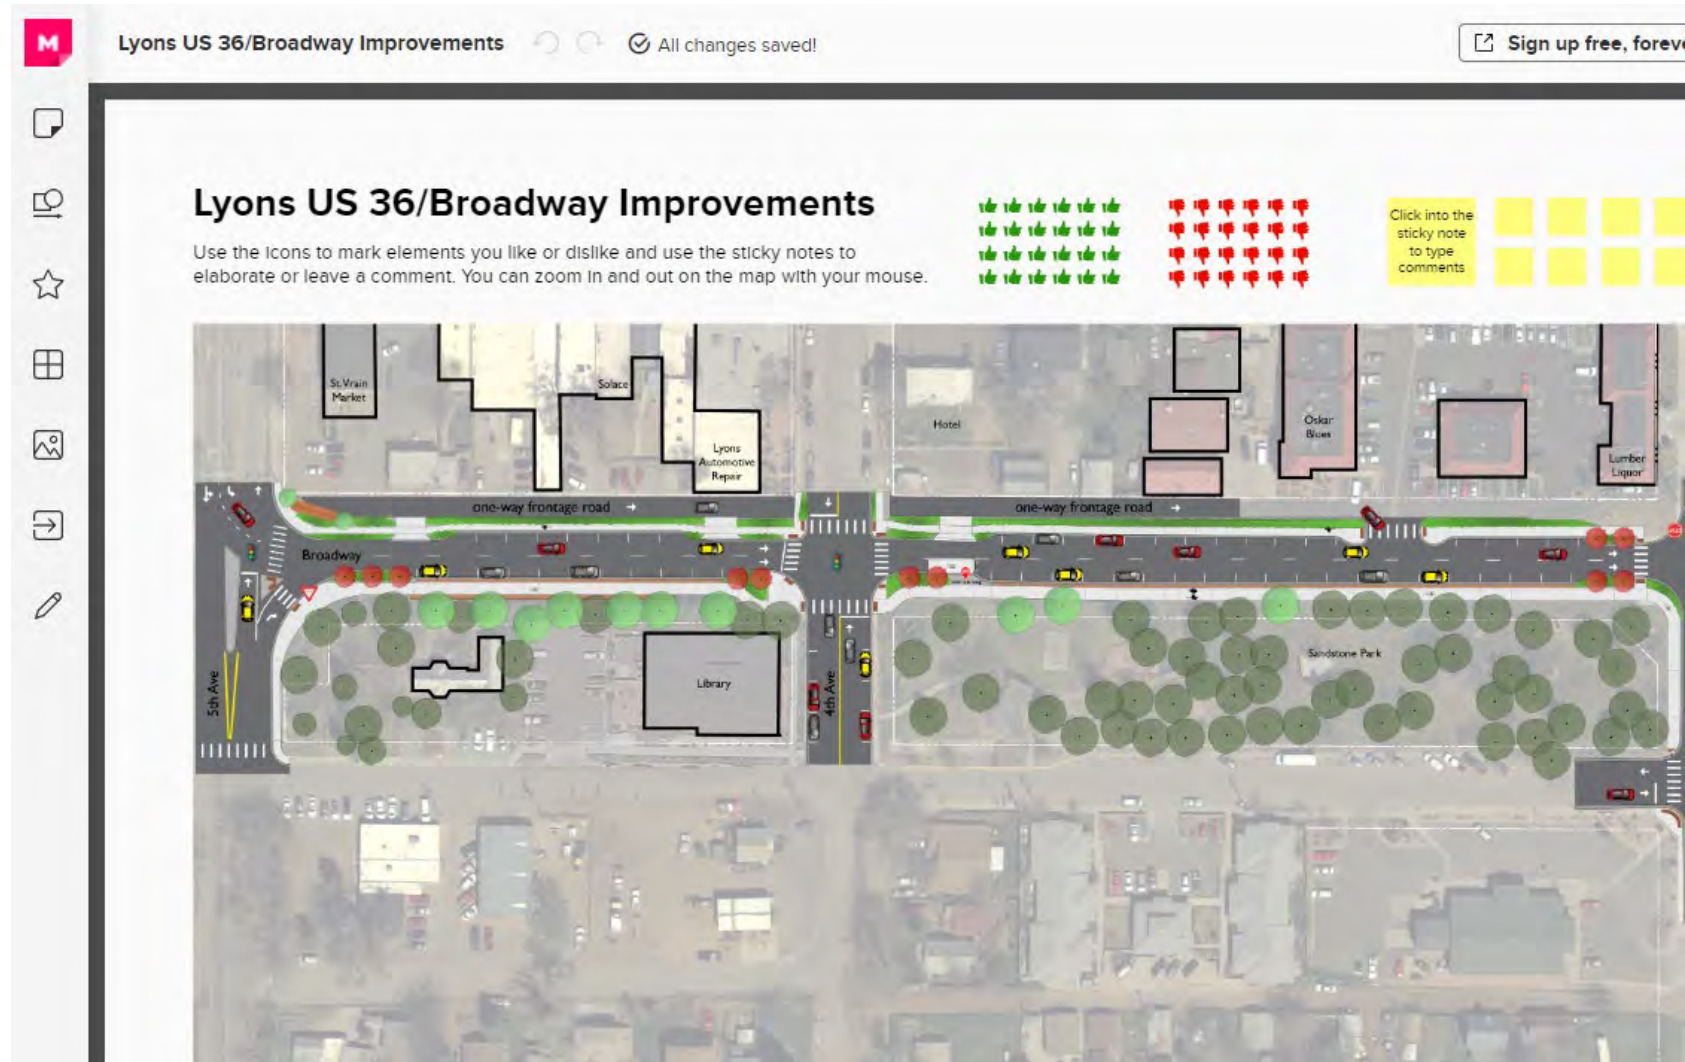 M
Lyons US 36/Broadway Improvements
All changes saved!
Sign up free, foreve
Lyons US 36/Broadway Improvements
Use the icons to mark elements you like or dislike and use the sticky notes to
elaborate or leave a comment. You can zoom in and out on the map with your mouse.
Click into the
sticky note
to type
comments
St.Vrain
Market
Solace
Lyons
Automotive
Repair
Hotel
Oskar
Blues
Lumber
Liquor
one-way frontage road
one-way frontage road
Broadway
5th Ave
Library
4th Ave
Sandstone Park